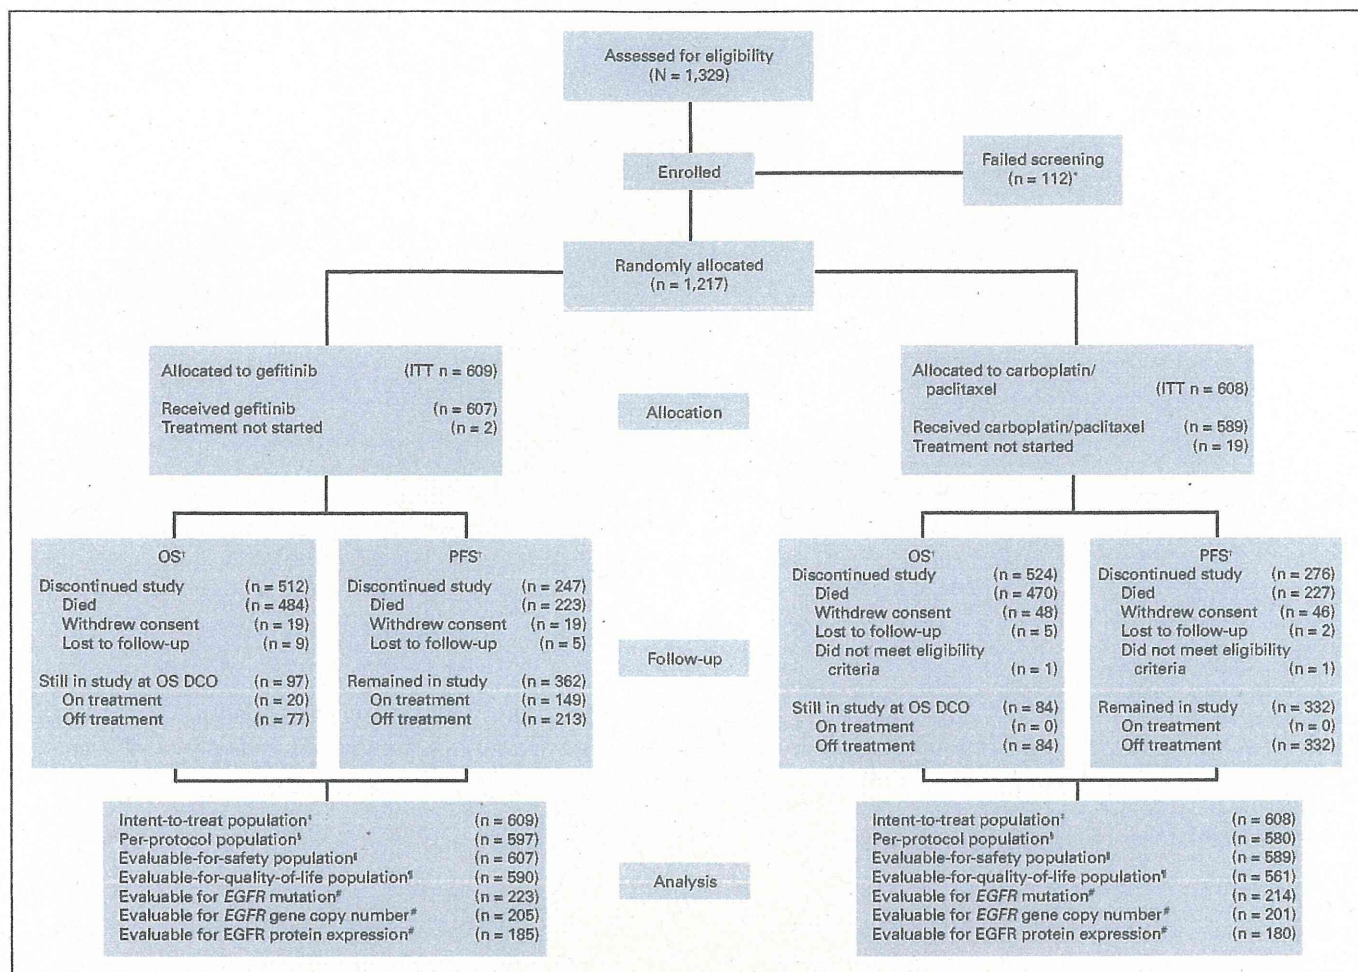 Assessed for eligibility
(N = 1,329)
Enrolled
Failed screening
(n = 112)*
Randomly allocated
(n = 1,217)
Allocated to gefitinib (ITT n = 609)
Received gefitinib (n = 607)
Treatment not started (n = 2)
Allocation
Allocated to carboplatin/
paclitaxel (ITT n = 608)
Received carboplatin/paclitaxel (n = 589)
Treatment not started (n = 19)
OS†
Discontinued study (n = 512)
Died (n = 484)
Withdrew consent (n = 19)
Lost to follow-up (n = 9)
Still in study at OS DCO (n = 97)
On treatment (n = 20)
Off treatment (n = 77)
PFS†
Discontinued study (n = 247)
Died (n = 223)
Withdrew consent (n = 19)
Lost to follow-up (n = 5)
Remained in study (n = 362)
On treatment (n = 149)
Off treatment (n = 213)
Follow-up
OS†
Discontinued study (n = 524)
Died (n = 470)
Withdrew consent (n = 48)
Lost to follow-up (n = 5)
Did not meet eligibility
criteria (n = 1)
Still in study at OS DCO (n = 84)
On treatment (n = 0)
Off treatment (n = 84)
PFS†
Discontinued study (n = 276)
Died (n = 227)
Withdrew consent (n = 46)
Lost to follow-up (n = 2)
Did not meet eligibility
criteria (n = 1)
Remained in study (n = 332)
On treatment (n = 0)
Off treatment (n = 332)
Intent-to-treat population‡ (n = 609)
Per-protocol population§ (n = 597)
Evaluable-for-safety population‖ (n = 607)
Evaluable-for-quality-of-life population¶ (n = 590)
Evaluable for EGFR mutation# (n = 223)
Evaluable for EGFR gene copy number# (n = 205)
Evaluable for EGFR protein expression# (n = 185)
Analysis
Intent-to-treat population‡ (n = 608)
Per-protocol population§ (n = 580)
Evaluable-for-safety population‖ (n = 589)
Evaluable-for-quality-of-life population¶ (n = 561)
Evaluable for EGFR mutation# (n = 214)
Evaluable for EGFR gene copy number# (n = 201)
Evaluable for EGFR protein expression# (n = 180)